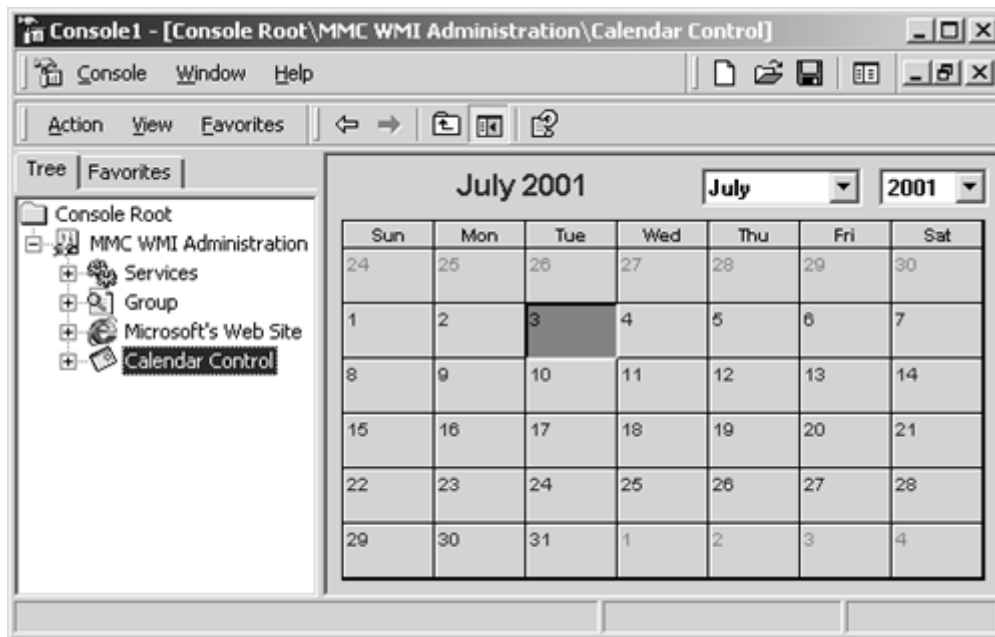 Console1 - [Console Root\MMC WMI Administration\Calendar Control]
Console Window Help
Action View Favorites
Tree Favorites
Console Root
MMC WMI Administration
Services
Group
Microsoft's Web Site
Calendar Control
July 2001 July 2001
Sun Mon Tue Wed Thu Fri Sat
24 25 26 27 28 29 30
1 2 3 4 5 6 7
8 9 10 11 12 13 14
15 16 17 18 19 20 21
22 23 24 25 26 27 28
29 30 31 1 2 3 4